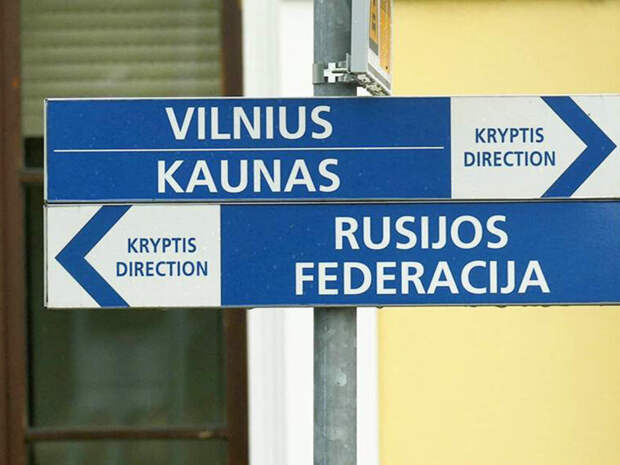 VILNIUS
KAUNAS
KRYPTIS
DIRECTION
KRYPTIS
DIRECTION
RUSIJOS
FEDERACIJA